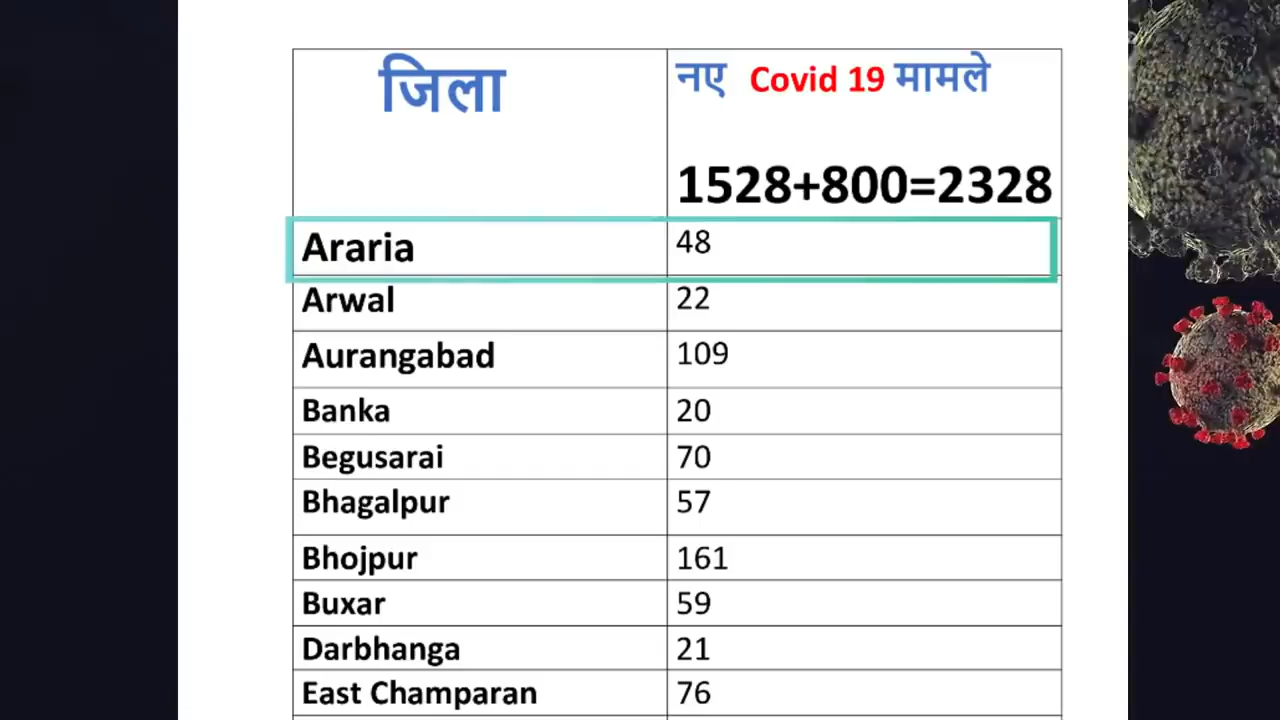 जिला
नए Covid 19 मामले
1528+800=2328
Araria 48
Arwal 22
Aurangabad 109
Banka 20
Begusarai 70
Bhagalpur 57
Bhojpur 161
Buxar 59
Darbhanga 21
East Champaran 76